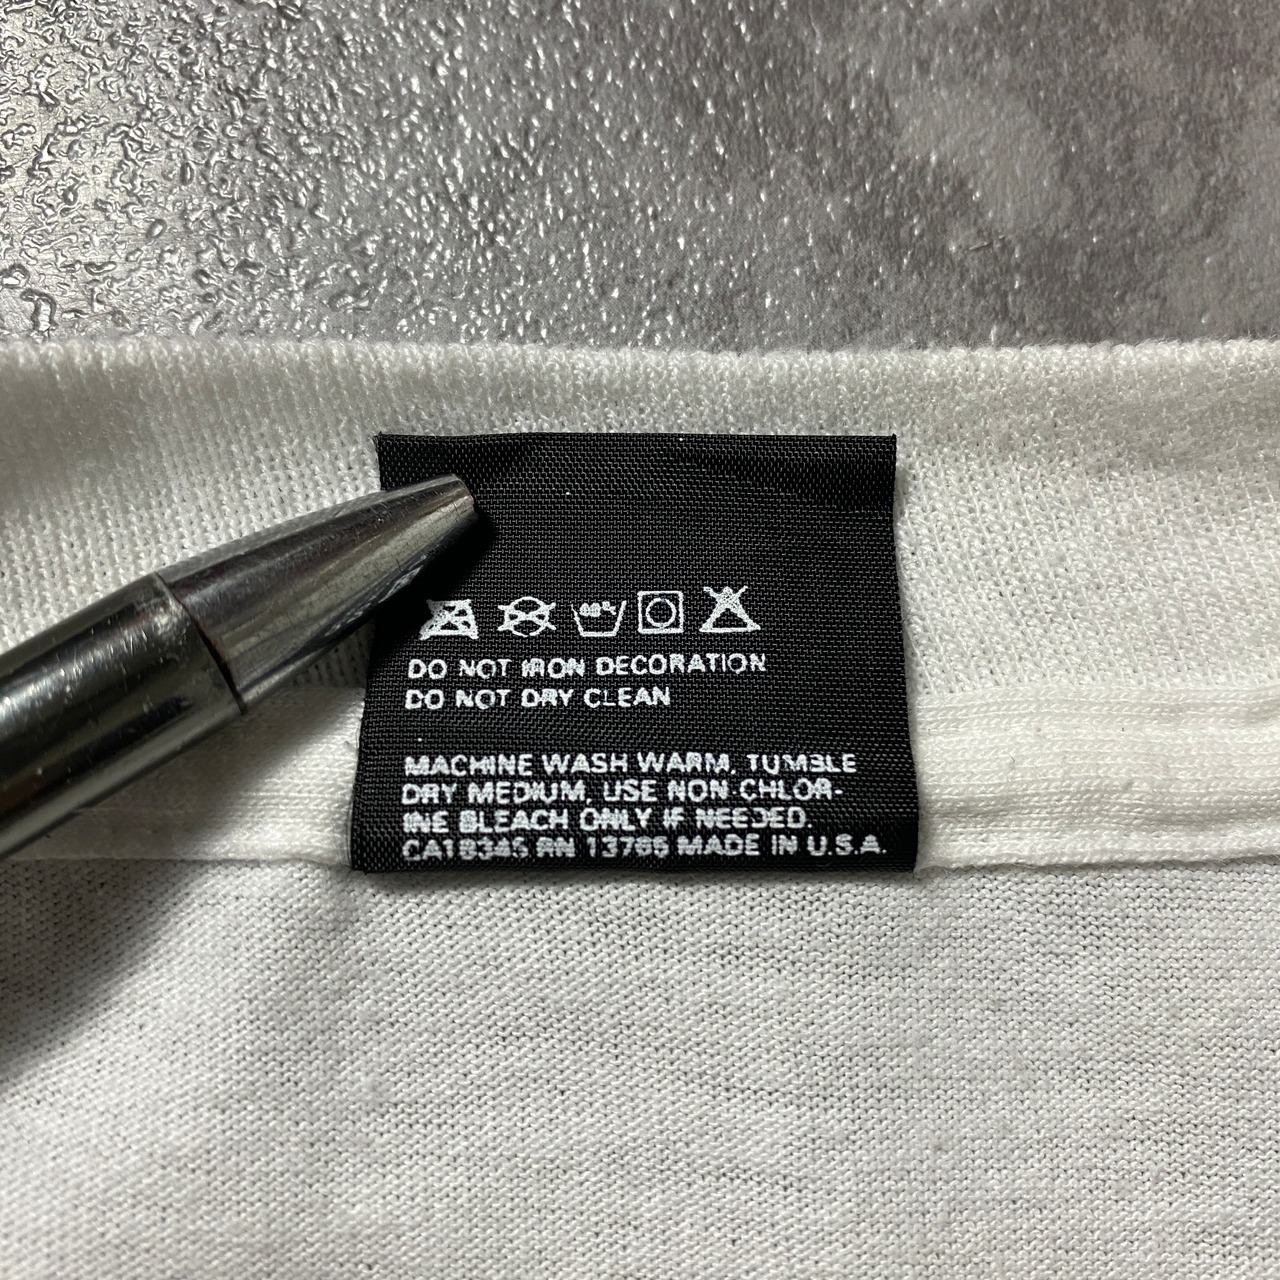 DO NOT IRON DECORATION
DO NOT DRY CLEAN
MACHINE WASH WARM, TUMBLE
DRY MEDIUM, USE NON CHLOR-
INE BLEACH ONLY IF NEEDED.
RN 13765 MADE IN U.S.A.